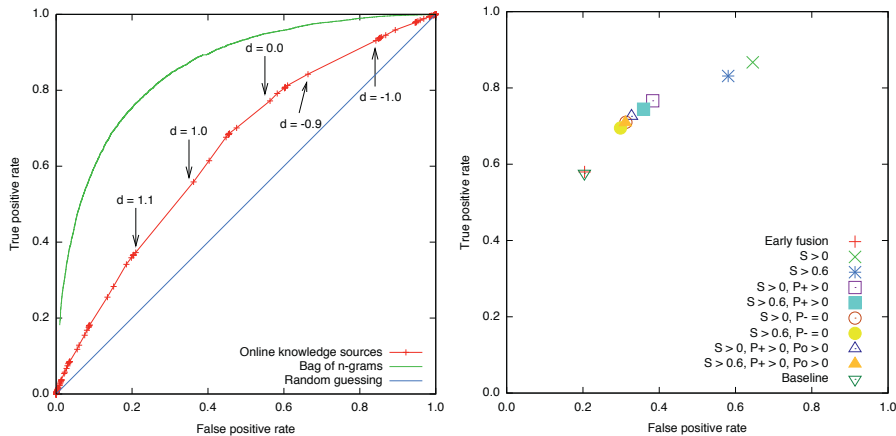 1.0
0.8
0.6
0.4
0.2
0.0
True positive rate
0.0 0.2 0.4 0.6 0.8 1.0
False positive rate
d = 0.0
d = -1.0
d = -0.9
d = 1.0
d = 1.1
Online knowledge sources
Bag of n-grams
Random guessing
1.0
0.8
0.6
0.4
0.2
0.0
True positive rate
0.0 0.2 0.4 0.6 0.8 1.0
False positive rate
Early fusion
S > 0
S > 0.6
S > 0, P+ > 0
S > 0.6, P+ > 0
S > 0, P- = 0
S > 0.6, P- = 0
S > 0, P+ > 0, Po > 0
S > 0.6, P+ > 0, Po > 0
Baseline